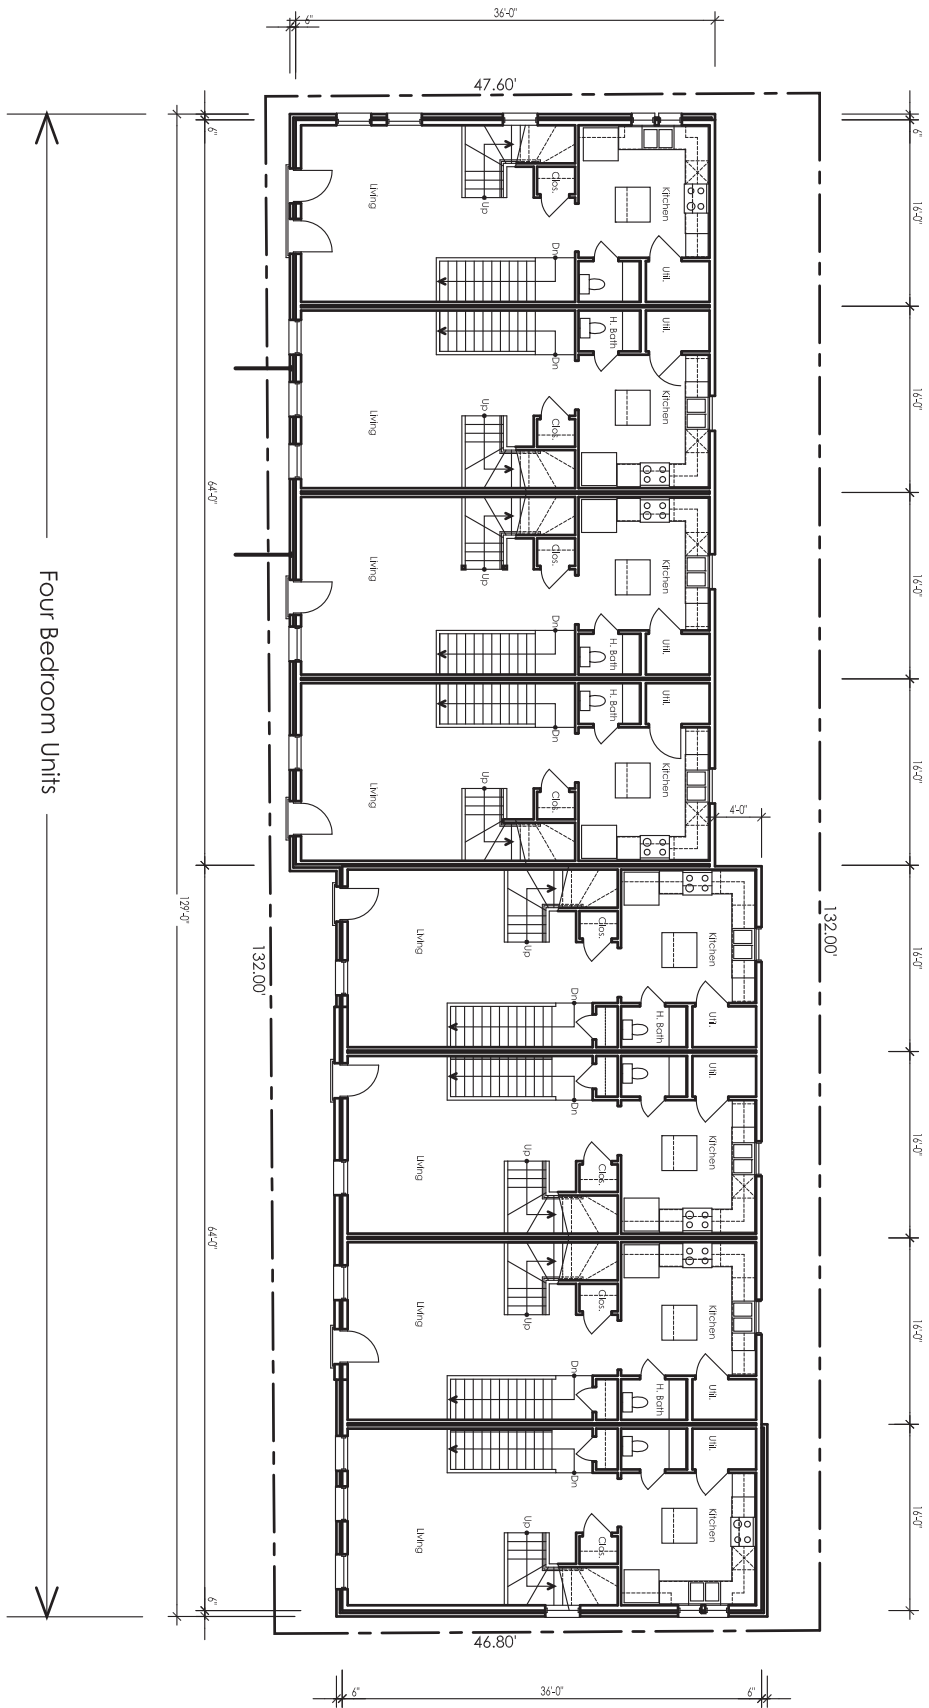 36'-0"
6"
47.60'
6"
6"
Living
Up
Clos.
Kitchen
16'-0"
Dn
Util.
H. Bath
Util.
Dn
Living
Up
Clos.
Kitchen
16'-0"
64'-0"
Living
Up
Clos.
Kitchen
16'-0"
Four Bedroom Units
Dn
H. Bath
Util.
H. Bath
Util.
Dn
Living
Up
Clos.
Kitchen
16'-0"
4'-0"
129'-0"
132.00'
132.00'
Living
Up
Clos.
Kitchen
16'-0"
Dn
H. Bath
Util.
Util.
Dn
Living
Up
Clos.
Kitchen
16'-0"
64'-0"
Living
Up
Clos.
Kitchen
16'-0"
Dn
H. Bath
Util.
Util.
Dn
Living
Up
Clos.
Kitchen
16'-0"
6"
46.80'
6"
36'-0"
6"